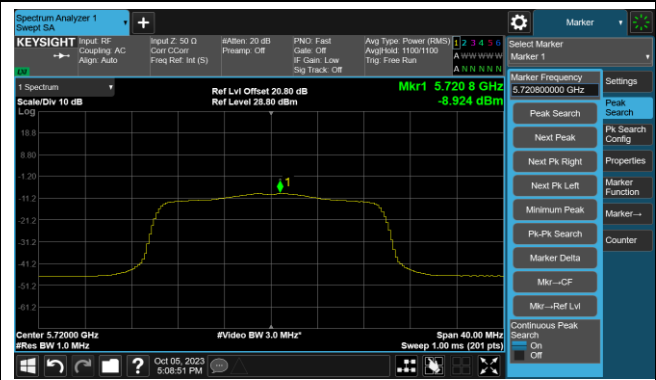 Spectrum Analyzer 1
Swept SA
+
Marker
KEYSIGHT
Input: RF
Coupling: AC
Align: Auto
Input Z: 50 Ω
Corr CCorr
Freq Ref: Int (S)
#Atten: 20 dB
Preamp: Off
PNO: Fast
Gate: Off
IF Gain: Low
Sig Track: Off
Avg Type: Power (RMS)
Avg|Hold: 1100/1100
Trig: Free Run
1 2 3 4 5 6
A W W W W W
A N N N N N
Select Marker
Marker 1
LXI
1 Spectrum
Scale/Div 10 dB
Log
Ref Lvl Offset 20.80 dB
Ref Level 28.80 dBm
Mkr1 5.720 8 GHz
-8.924 dBm
18.8
8.80
-1.20
-11.2
-21.2
-31.2
-41.2
-51.2
-61.2
1
Center 5.72000 GHz
#Res BW 1.0 MHz
#Video BW 3.0 MHz*
Span 40.00 MHz
Sweep 1.00 ms (201 pts)
Marker Frequency
5.720800000 GHz
Peak Search
Next Peak
Next Pk Right
Next Pk Left
Minimum Peak
Pk-Pk Search
Marker Delta
Mkr→CF
Mkr→Ref Lvl
Continuous Peak
Search
On
Off
Settings
Peak
Search
Pk Search
Config
Properties
Marker
Function
Marker→
Counter
?
Oct 05, 2023
5:08:51 PM